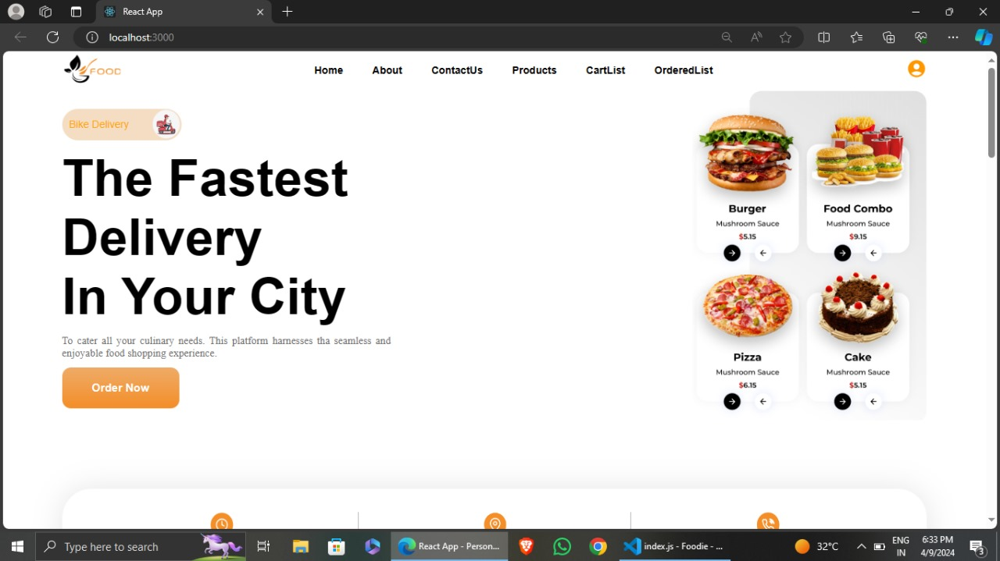 React App
localhost:3000
FOOD
Home About ContactUs Products CartList OrderedList
Bike Delivery
The Fastest
Delivery
In Your City
To cater all your culinary needs. This platform harnesses tha seamless and
enjoyable food shopping experience.
Order Now
Burger
Mushroom Sauce
$5.15
Food Combo
Mushroom Sauce
$9.15
Pizza
Mushroom Sauce
$6.15
Cake
Mushroom Sauce
$5.15
Type here to search
React App - Person...
index.js - Foodie - ...
32°C
ENG
IN
6:33 PM
4/9/2024
3